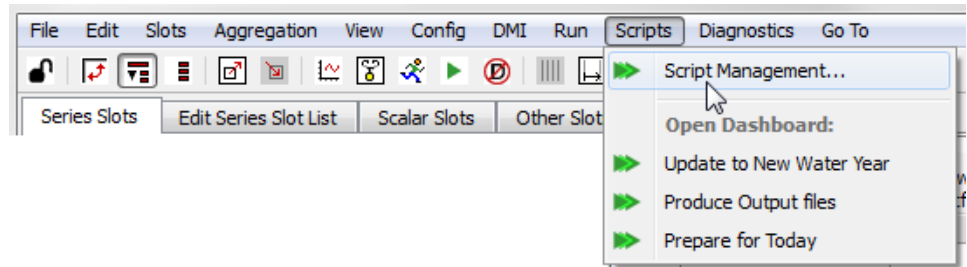 File Edit Slots Aggregation View Config DMI Run Scripts Diagnostics Go To
Script Management...
Series Slots Edit Series Slot List Scalar Slots Other Slot
Open Dashboard:
Update to New Water Year
Produce Output files
Prepare for Today